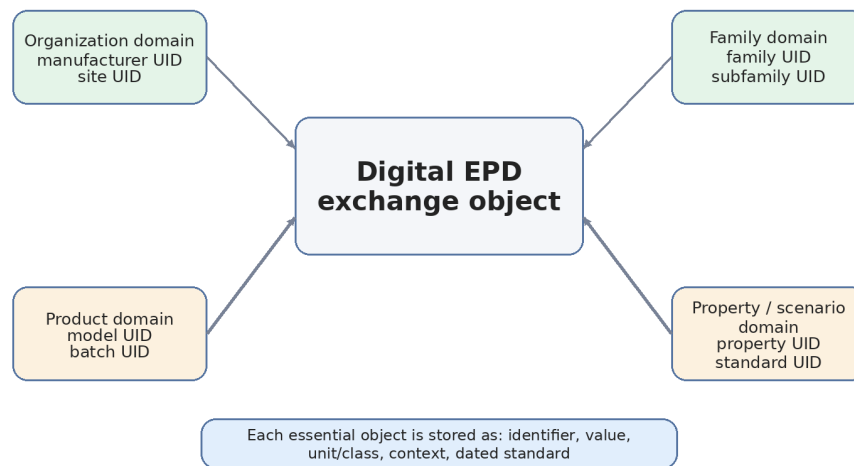 Organization domain
manufacturer UID
site UID
Family domain
family UID
subfamily UID
Digital EPD
exchange object
Product domain
model UID
batch UID
Property / scenario
domain
property UID
standard UID
Each essential object is stored as: identifier, value,
unit/class, context, dated standard